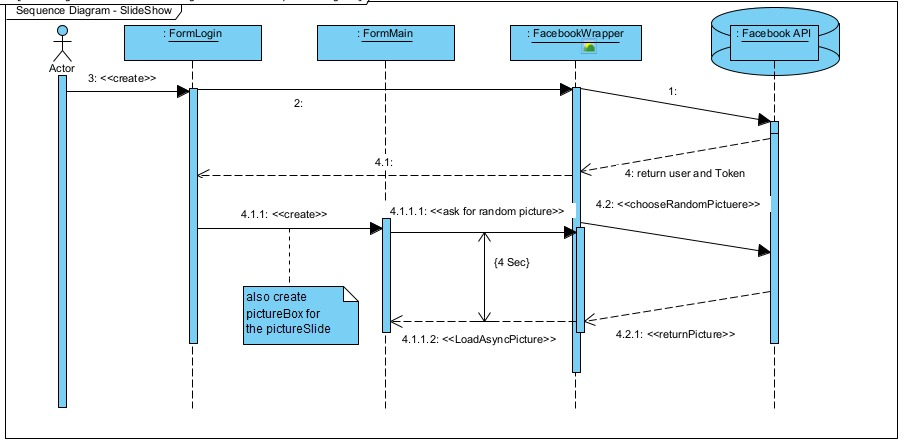 Sequence Diagram - SlideShow
: FormLogin
: FormMain
: FacebookWrapper
: Facebook API
Actor
3: <<create>>
2:
1:
4.1:
4: return user and Token
4.2: <<chooseRandomPictuere>>
4.1.1: <<create>>
4.1.1.1: <<ask for random picture>>
{4 Sec}
also create
pictureBox for
the pictureSlide
4.1.1.2: <<LoadAsyncPicture>>
4.2.1: <<returnPicture>>